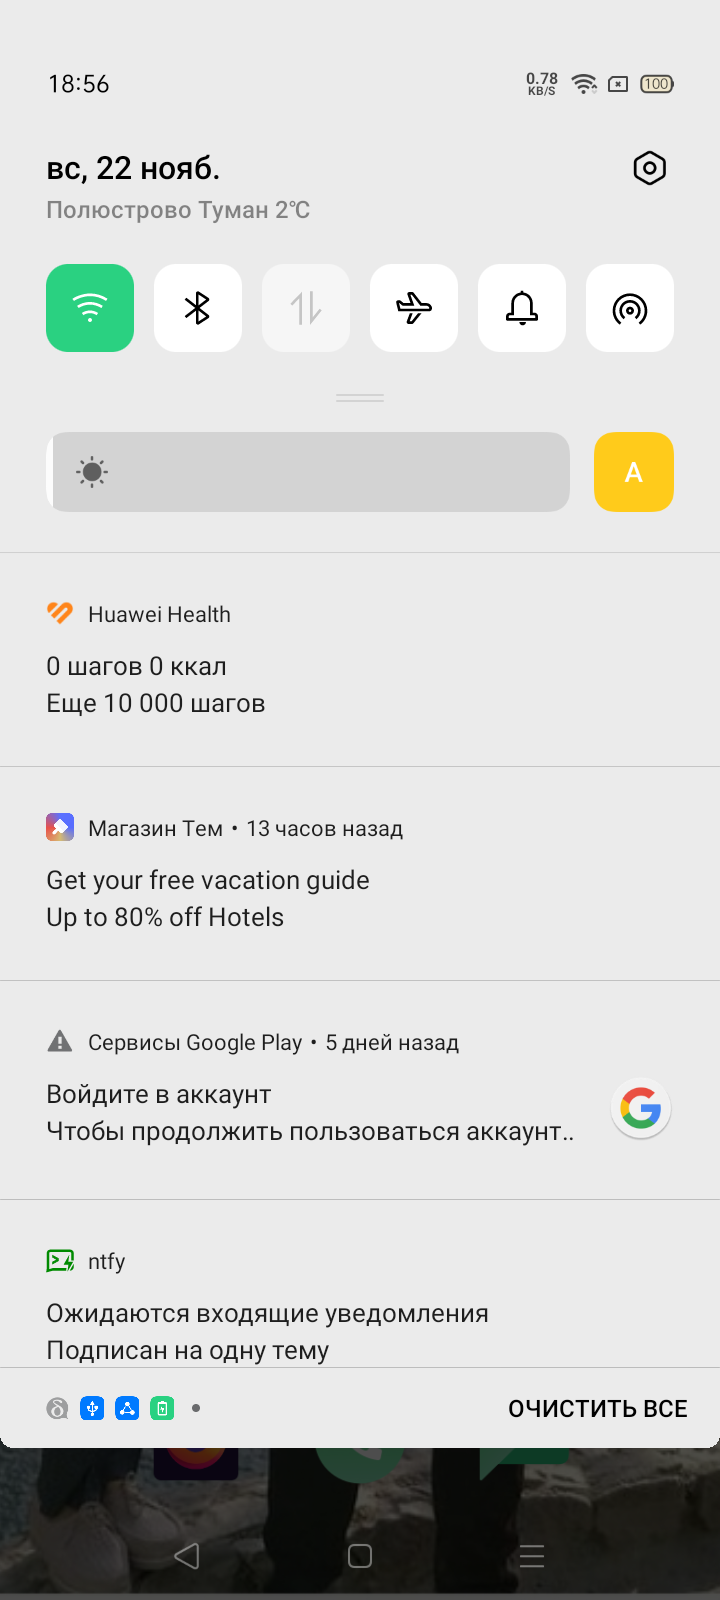 18:56
0.78
KB/S
100
вс, 22 нояб.
Полюстрово Туман 2°C
A
Huawei Health
0 шагов 0 ккал
Еще 10 000 шагов
Магазин Тем • 13 часов назад
Get your free vacation guide
Up to 80% off Hotels
Сервисы Google Play • 5 дней назад
Войдите в аккаунт
Чтобы продолжить пользоваться аккаунт..
ntfy
Ожидаются входящие уведомления
Подписан на одну тему
ОЧИСТИТЬ ВСЕ